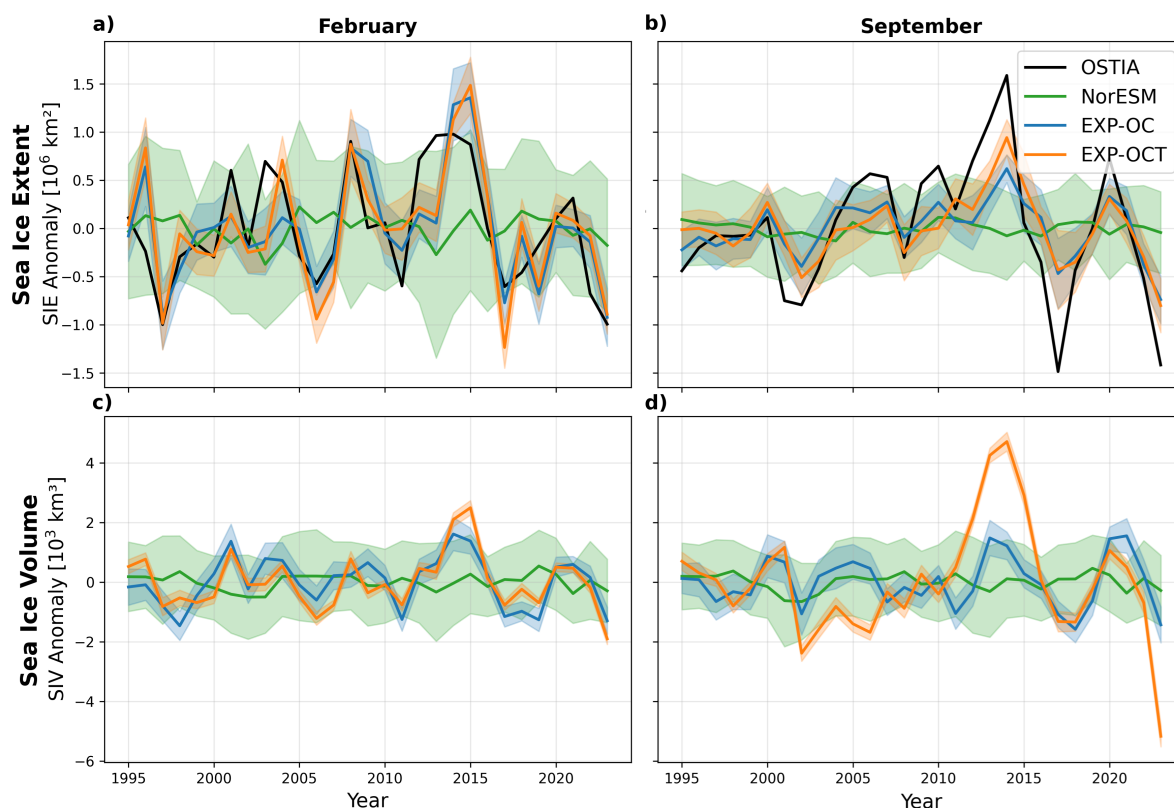 a)
February
b)
September
Sea Ice Extent
SIE Anomaly [10⁶ km²]
1.5
1.0
0.5
0.0
−0.5
−1.0
−1.5
OSTIA
NorESM
EXP-OC
EXP-OCT
c)
d)
Sea Ice Volume
SIV Anomaly [10³ km³]
4
2
0
−2
−4
−6
1995
2000
2005
2010
2015
2020
1995
2000
2005
2010
2015
2020
Year
Year